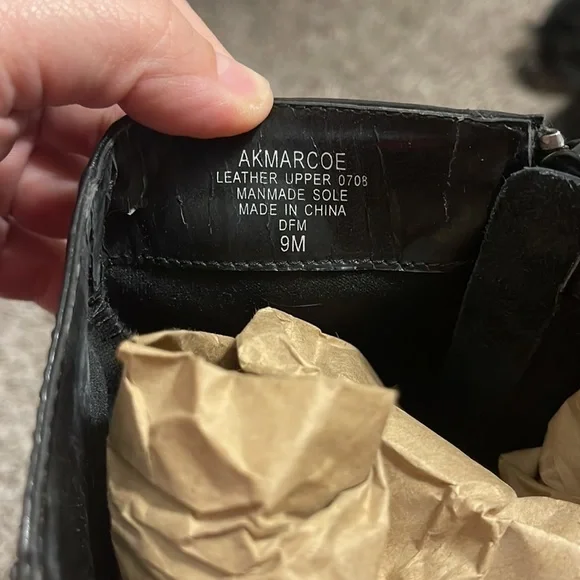 AKMARCOE
LEATHER UPPER 0708
MANMADE SOLE
MADE IN CHINA
DFM
9M